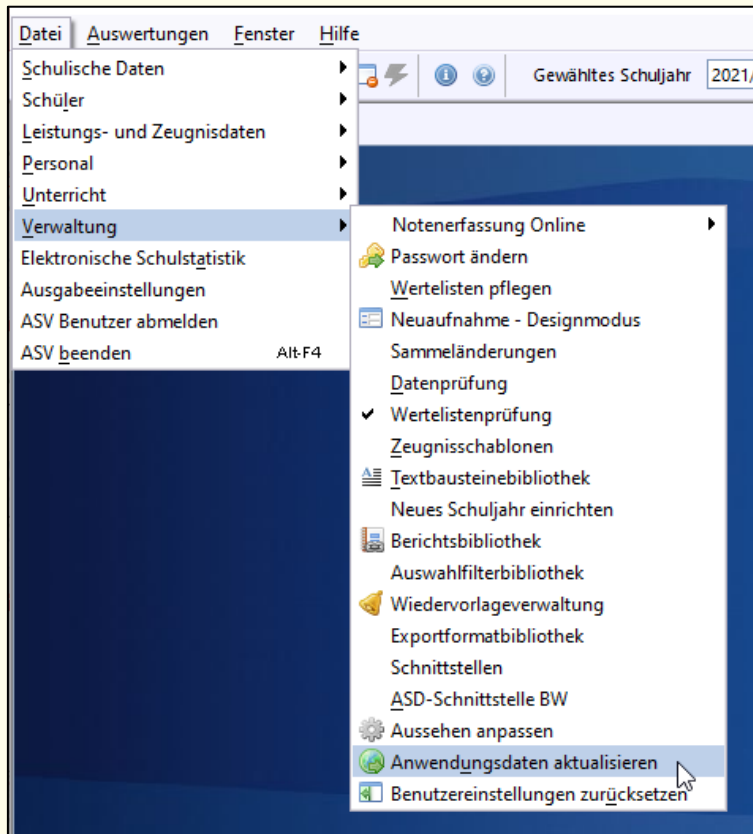 Datei Auswertungen Fenster Hilfe
Gewähltes Schuljahr 2021/
Schulische Daten
Schüler
Leistungs- und Zeugnisdaten
Personal
Unterricht
Verwaltung
Elektronische Schulstatistik
Ausgabeeinstellungen
ASV Benutzer abmelden
ASV beenden Alt-F4
Notenerfassung Online
Passwort ändern
Wertelisten pflegen
Neuaufnahme - Designmodus
Sammeländerungen
Datenprüfung
Wertelistenprüfung
Zeugnisschablonen
Textbausteinebibliothek
Neues Schuljahr einrichten
Berichtsbibliothek
Auswahlfilterbibliothek
Wiedervorlageverwaltung
Exportformatbibliothek
Schnittstellen
ASD-Schnittstelle BW
Aussehen anpassen
Anwendungsdaten aktualisieren
Benutzereinstellungen zurücksetzen